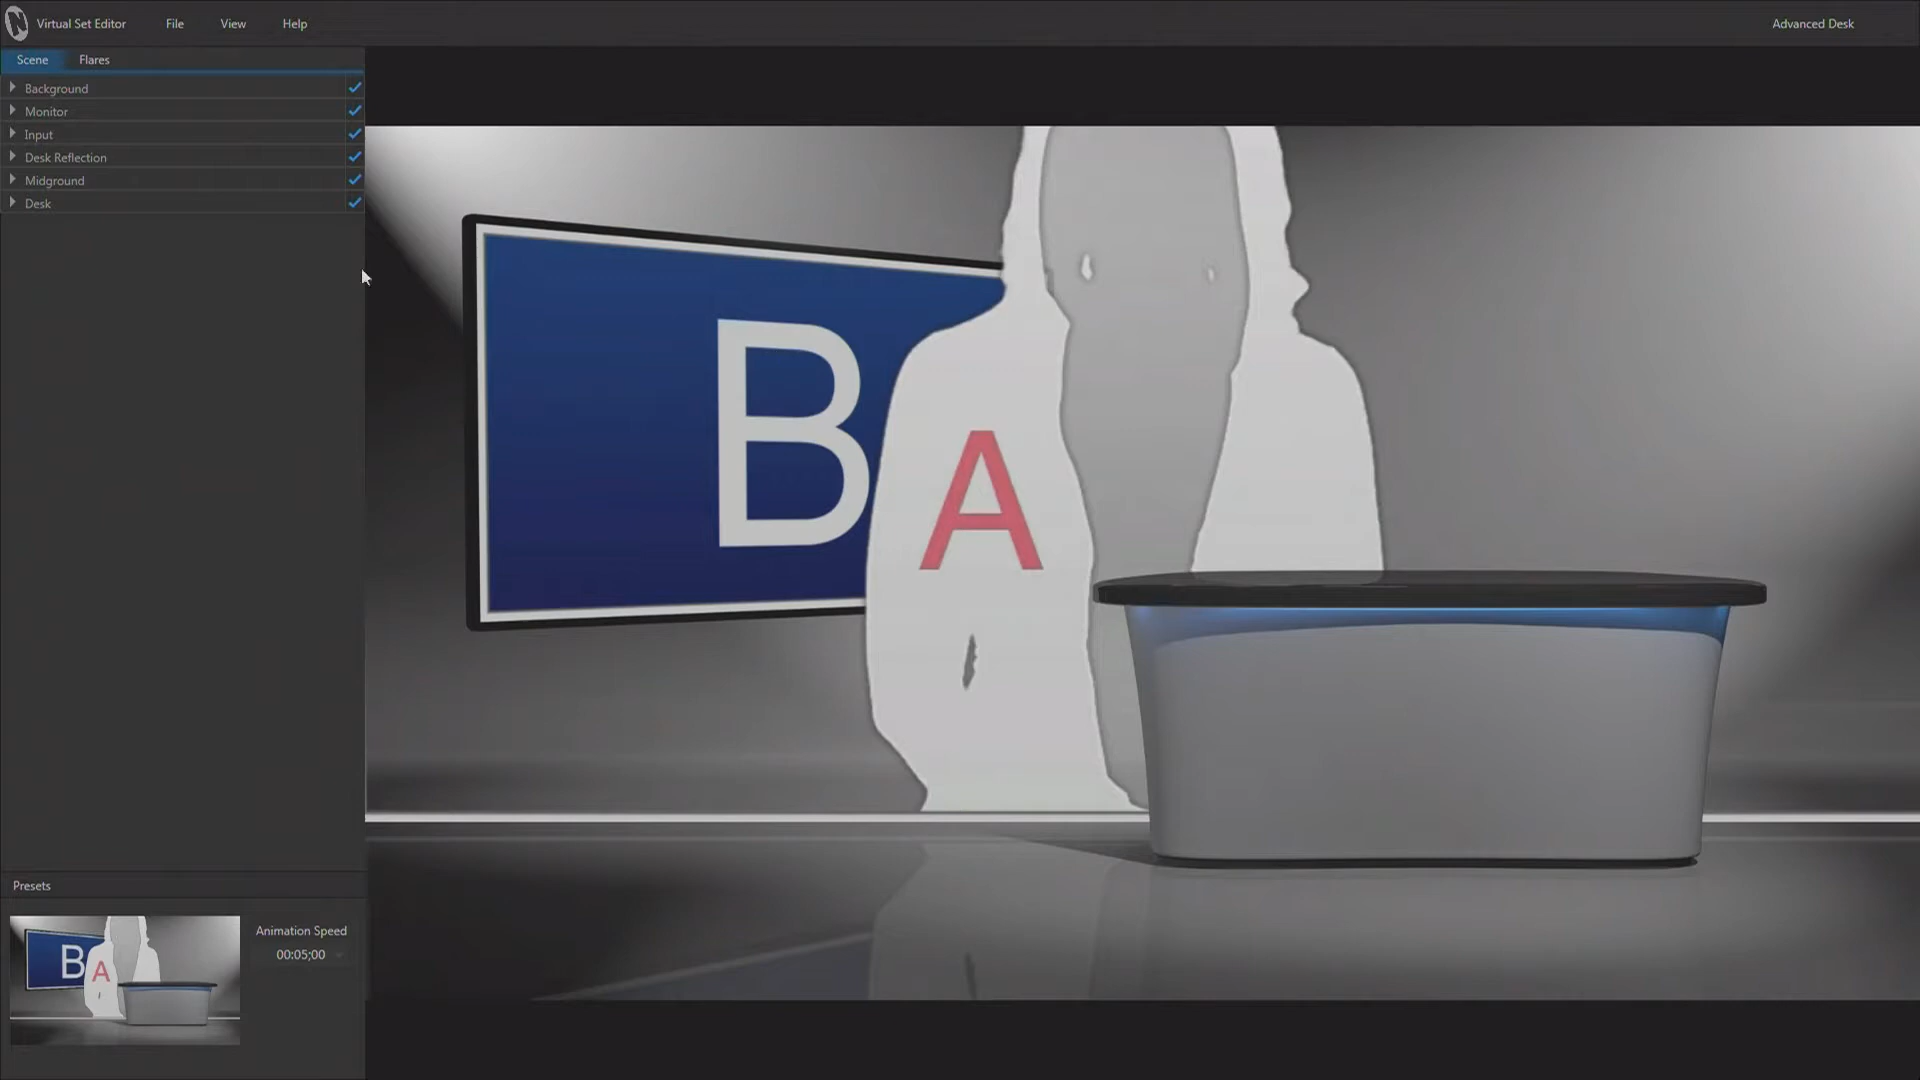 Virtual Set Editor File View Help Advanced Desk
Scene Flares
Background
Monitor
Input
Desk Reflection
Midground
Desk
B
A
Presets
Animation Speed
00:05;00
B
A